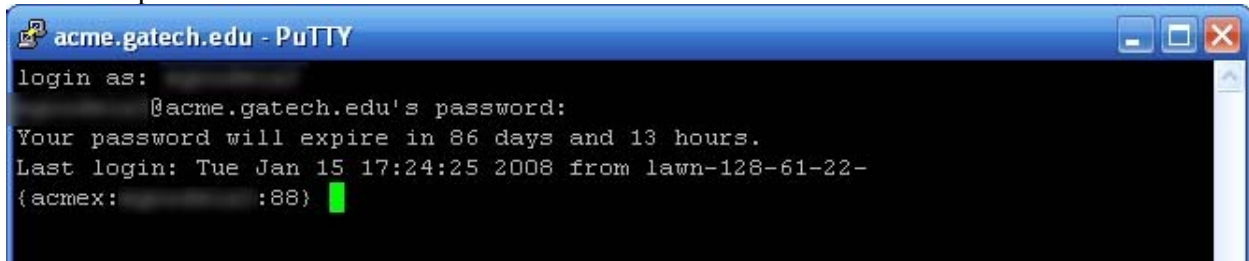 acme.gatech.edu - PuTTY
login as:
@acme.gatech.edu's password:
Your password will expire in 86 days and 13 hours.
Last login: Tue Jan 15 17:24:25 2008 from lawn-128-61-22-
{acmex: :88}